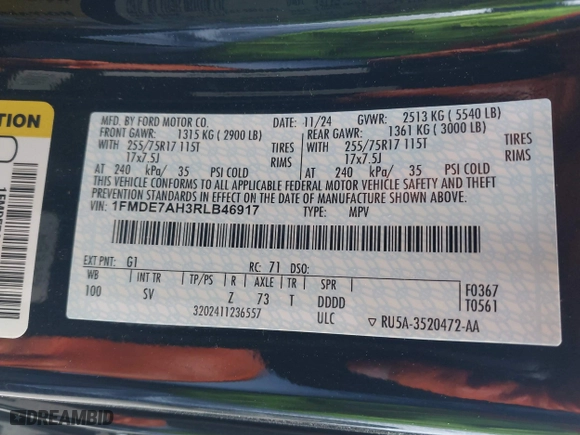 TION
MFD. BY FORD MOTOR CO.
DATE: 11/24 GVWR: 2513 KG ( 5540 LB)
FRONT GAWR: 1315 KG ( 2900 LB)
REAR GAWR: 1361 KG ( 3000 LB)
WITH 255/75R17 115T TIRES
WITH 255/75R17 115T TIRES
17x7.5J RIMS
17x7.5J RIMS
AT 240 kPa/ 35 PSI COLD
AT 240 kPa/ 35 PSI COLD
THIS VEHICLE CONFORMS TO ALL APPLICABLE FEDERAL MOTOR VEHICLE SAFETY AND THEFT
PREVENTION STANDARDS IN EFFECT ON THE DATE OF MANUFACTURE SHOWN ABOVE.
VIN: 1FMDE7AH3RLB46917
TYPE: MPV
EXT PNT: G1 RC: 71 DSO:
WB INT TR TP/PS R AXLE TR SPR
100 SV Z 73 T DDDD
F0367
T0561
3202411236557
ULC
RU5A-3520472-AA
DREAMBID